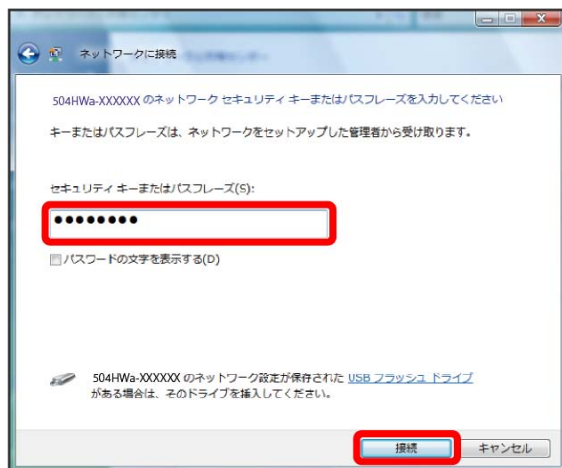 ネットワークに接続
504HWa-XXXXXX のネットワーク セキュリティ キーまたはパスフレーズを入力してください
キーまたはパスフレーズは、ネットワークをセットアップした管理者から受け取ります。
セキュリティ キーまたはパスフレーズ(S):
●●●●●●●●
パスワードの文字を表示する(D)
504HWa-XXXXXX のネットワーク設定が保存された USB フラッシュ ドライブ
がある場合は、そのドライブを挿入してください。
接続
キャンセル